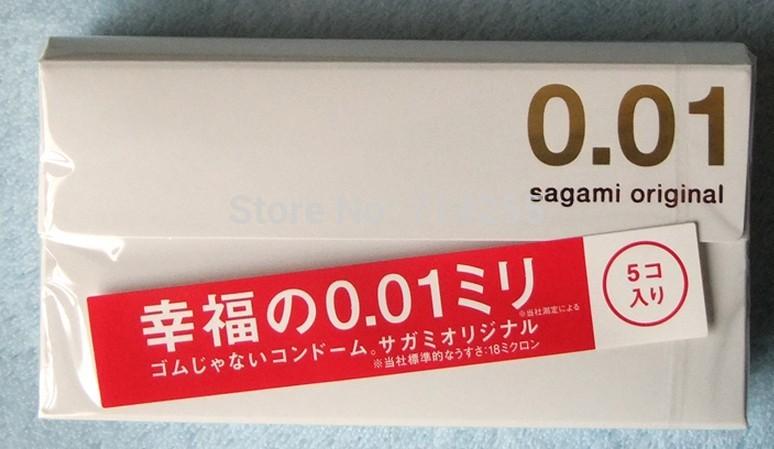 0.01
sagami original
Store No.
幸福の0.01ミリ
※当社測定による
ゴムじゃないコンドーム。サガミオリジナル
※当社標準的なうすさ:18ミクロン
5コ
入り